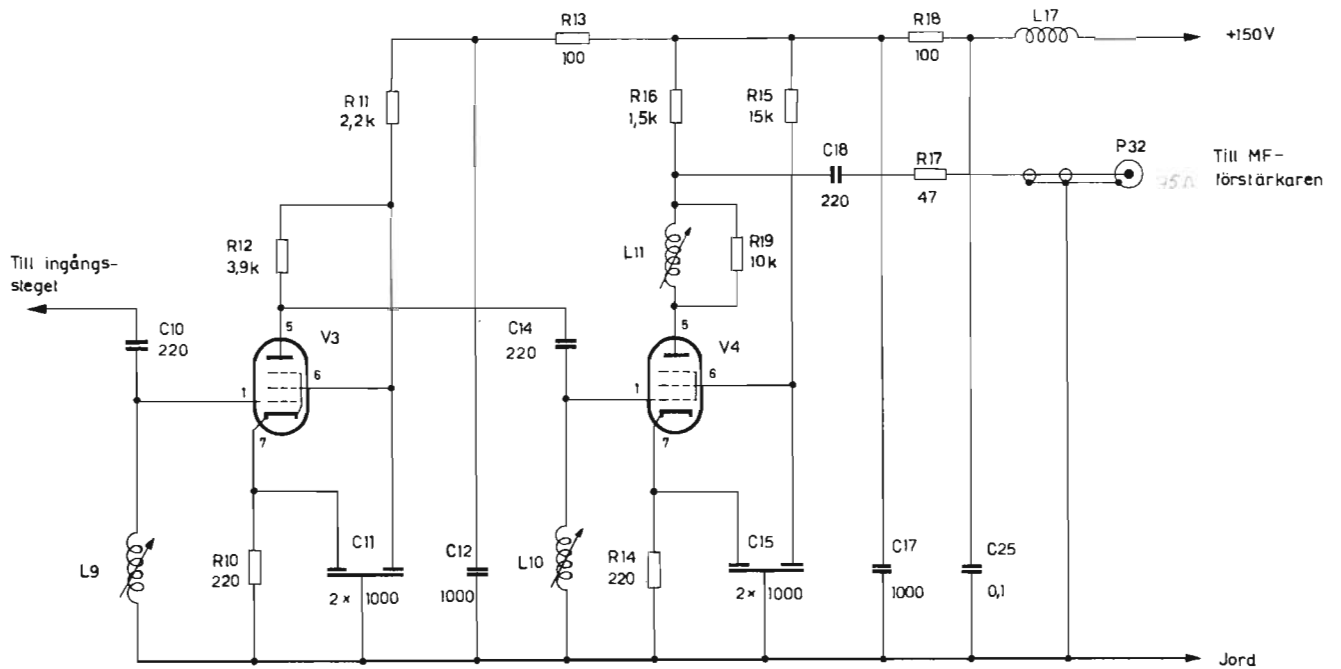 R13
100
R18
100
L17
+150V
R11
2,2k
R16
1,5k
R15
15k
C18
220
R17
47
P32
95Ω
Till MF-
förstärkaren
R12
3,9k
L11
R19
10k
Till ingångs-
steget
C10
220
5
V3
1
6
7
C14
220
5
V4
1
6
7
L9
R10
220
C11
2 × 1000
C12
1000
L10
R14
220
C15
2 × 1000
C17
1000
C25
0,1
Jord